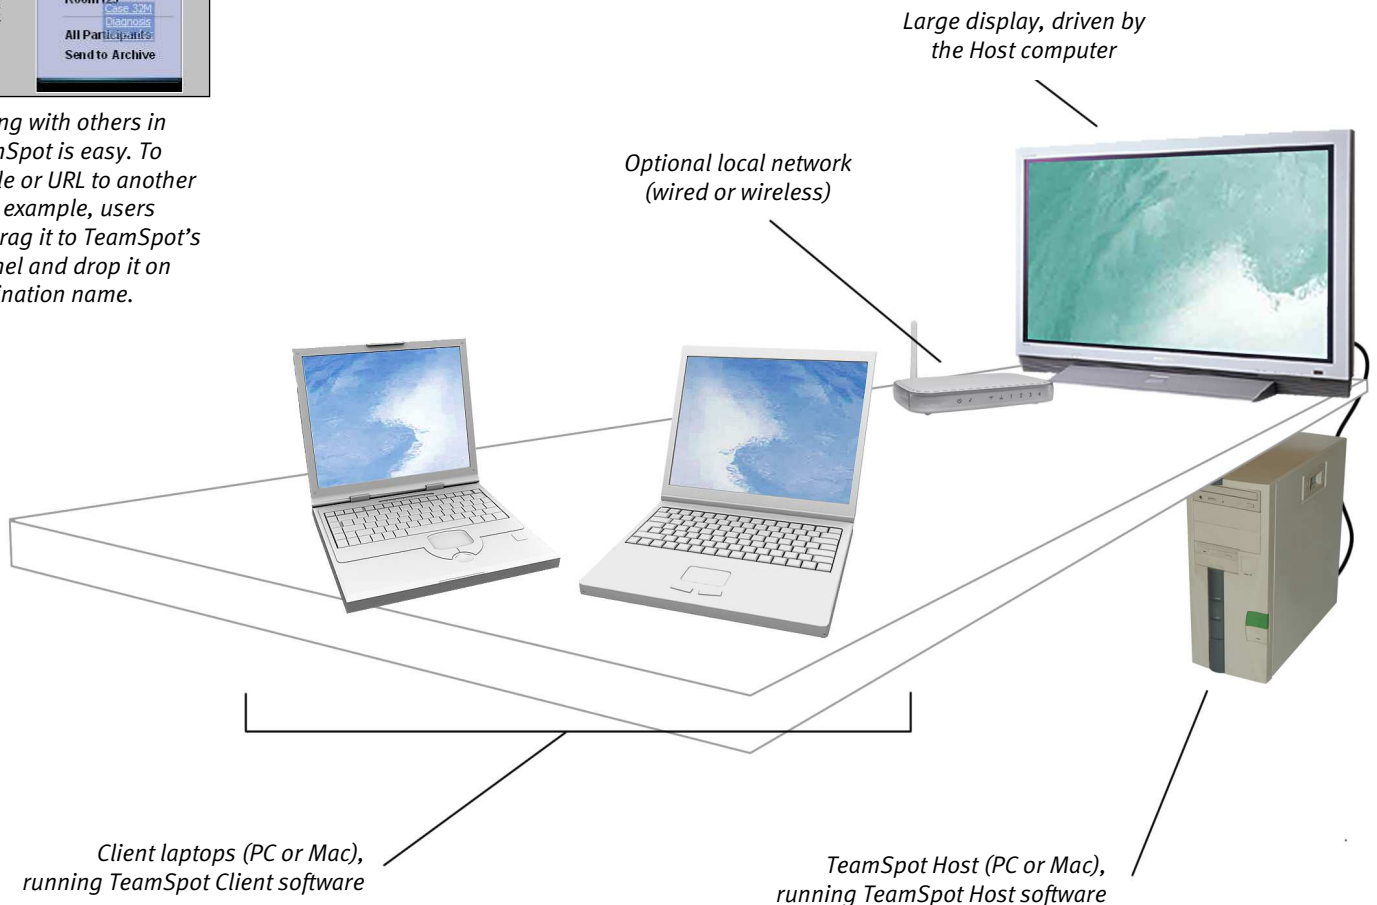 Case 32M
Diagnosis
All Participants
Send to Archive
ng with others in
nSpot is easy. To
le or URL to another
example, users
rag it to TeamSpot's
nel and drop it on
ination name.
Large display, driven by
the Host computer
Optional local network
(wired or wireless)
Client laptops (PC or Mac),
running TeamSpot Client software
TeamSpot Host (PC or Mac),
running TeamSpot Host software